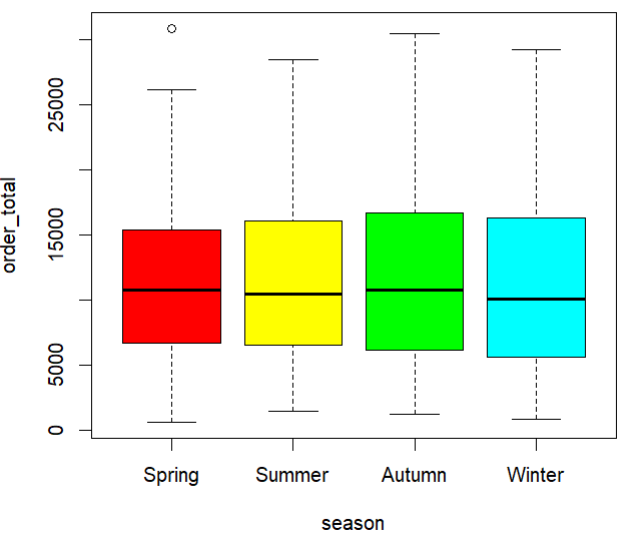 order_total
25000
15000
5000
0
Spring Summer Autumn Winter
season